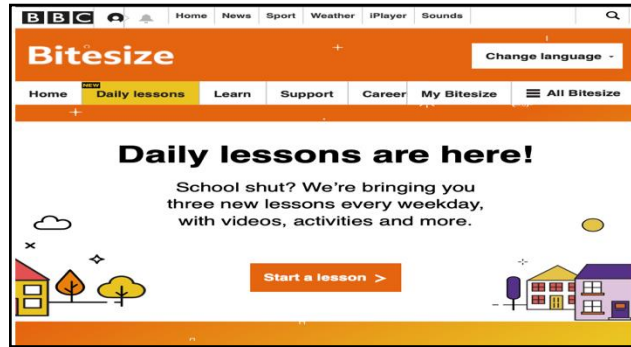 BBC Home News Sport Weather iPlayer Sounds
Bitesize
Change language
NEW
Home Daily lessons Learn Support Career My Bitesize All Bitesize
Daily lessons are here!
School shut? We're bringing you
three new lessons every weekday,
with videos, activities and more.
Start a lesson >